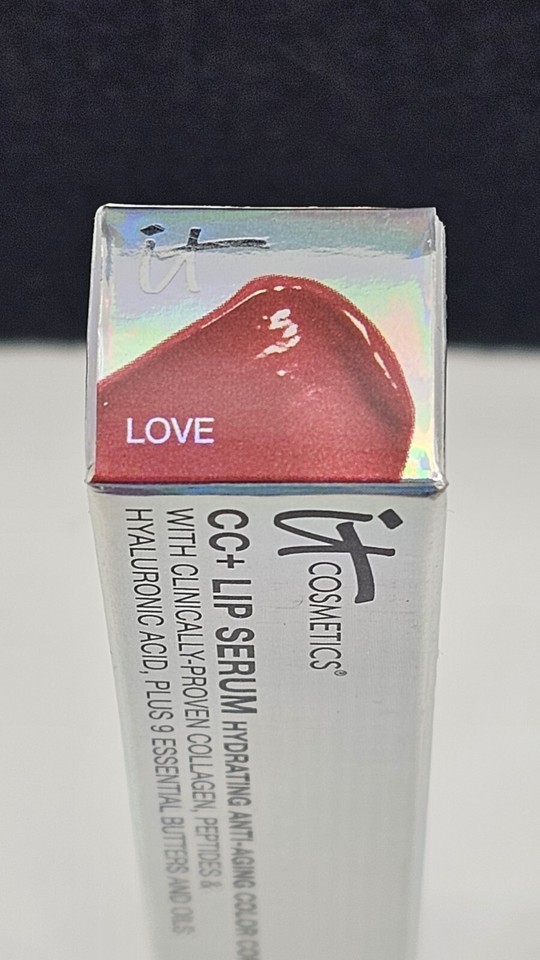 it
LOVE
it
COSMETICS®
CC+ LIP SERUM HYDRATING ANTI-AGING COLOR
WITH CLINICALLY-PROVEN COLLAGEN, PEPTIDES &
HYALURONIC ACID, PLUS 9 ESSENTIAL BUTTERS AND OILS